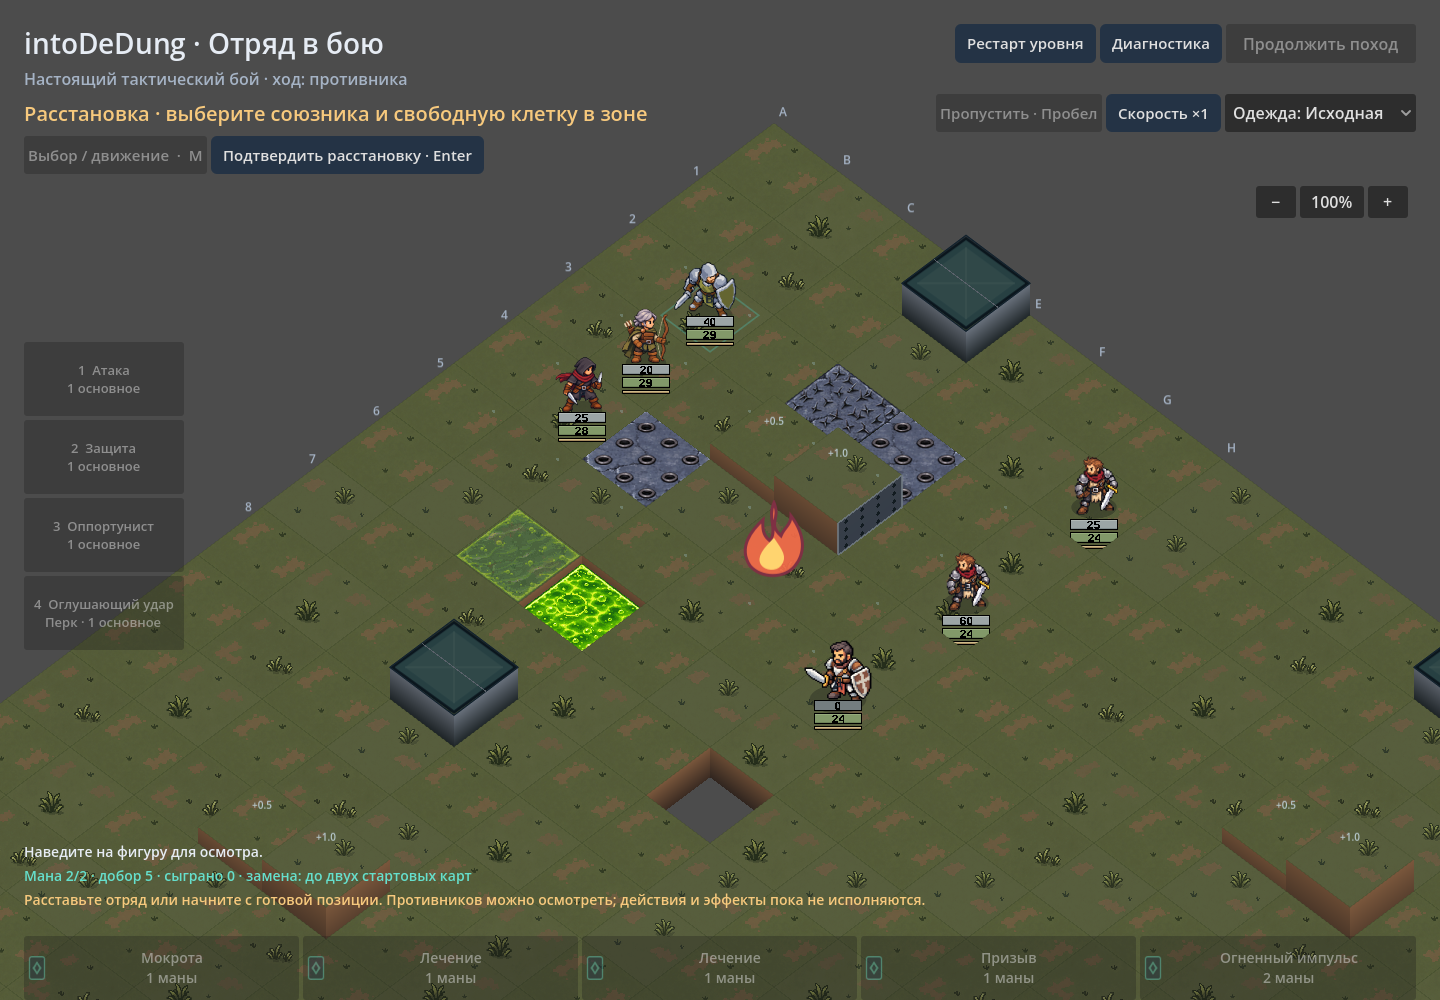 intoDeDung · Отряд в бою
Рестарт уровня
Диагностика
Продолжить поход
Настоящий тактический бой · ход: противника
Расстановка · выберите союзника и свободную клетку в зоне
Пропустить · Пробел
Скорость ×1
Одежда: Исходная
Выбор / движение · M
Подтвердить расстановку · Enter
− 100% +
A
B
C
E
F
G
H
1
2
3
4
5
6
7
8
40
29
20
29
25
28
+0.5
+1.0
25
24
60
24
0
24
1 Атака
1 основное
2 Защита
1 основное
3 Оппортунист
1 основное
4 Оглушающий удар
Перк · 1 основное
+0.5
+1.0
+0.5
+1.0
Наведите на фигуру для осмотра.
Мана 2/2 · добор 5 · сыграно 0 · замена: до двух стартовых карт
Расставьте отряд или начните с готовой позиции. Противников можно осмотреть; действия и эффекты пока не исполняются.
Мокрота
1 маны
Лечение
1 маны
Лечение
1 маны
Призыв
1 маны
Огненный импульс
2 маны